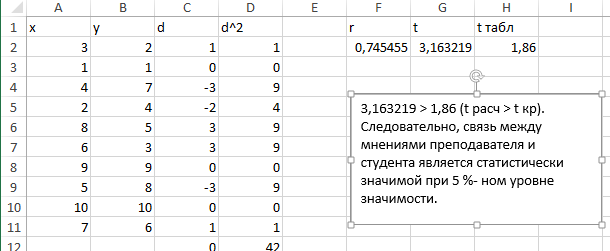 A B C D E F G H I
1 x y d d^2 r t t табл
2 3 2 1 1 0,745455 3,163219 1,86
3 1 1 0 0
4 4 7 -3 9
5 2 4 -2 4
6 8 5 3 9
7 6 3 3 9
8 9 9 0 0
9 5 8 -3 9
10 10 10 0 0
11 7 6 1 1
12 0 42
3,163219 > 1,86 (t расч > t кр).
Следовательно, связь между
мнениями преподавателя и
студента является статистически
значимой при 5 %- ном уровне
значимости.